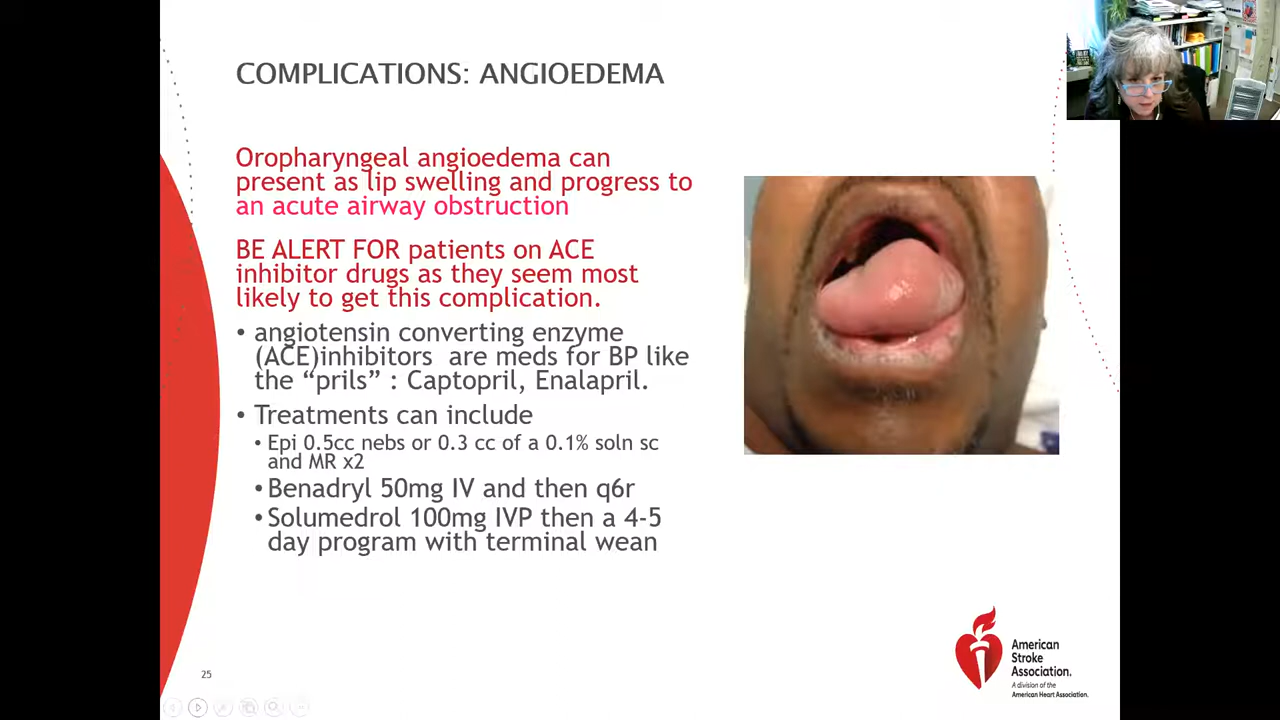 COMPLICATIONS: ANGIOEDEMA
Oropharyngeal angioedema can
present as lip swelling and progress to
an acute airway obstruction
BE ALERT FOR patients on ACE
inhibitor drugs as they seem most
likely to get this complication.
• angiotensin converting enzyme
(ACE)inhibitors are meds for BP like
the “prils” : Captopril, Enalapril.
• Treatments can include
• Epi 0.5cc nebs or 0.3 cc of a 0.1% soln sc
and MR x2
• Benadryl 50mg IV and then q6r
• Solumedrol 100mg IVP then a 4-5
day program with terminal wean
25
American
Stroke
Association.
A division of the
American Heart Association.